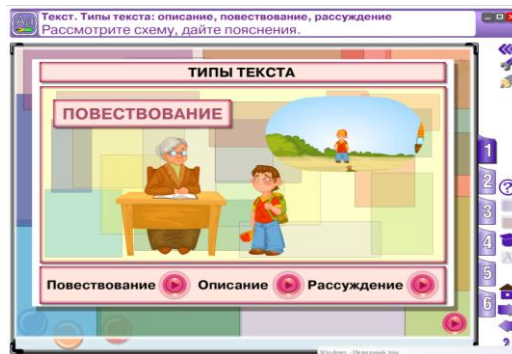 Текст. Типы текста: описание, повествование, рассуждение
Рассмотрите схему, дайте пояснения.
ТИПЫ ТЕКСТА
ПОВЕСТВОВАНИЕ
1
2
3
4
5
6
?
Повествование Описание Рассуждение